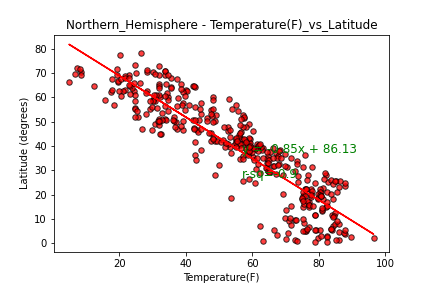 Northern_Hemisphere - Temperature(F)_vs_Latitude
Latitude (degrees)
80
70
60
50
40
30
20
10
0
0.85x + 86.13
r-sq
20
40
60
80
100
Temperature(F)